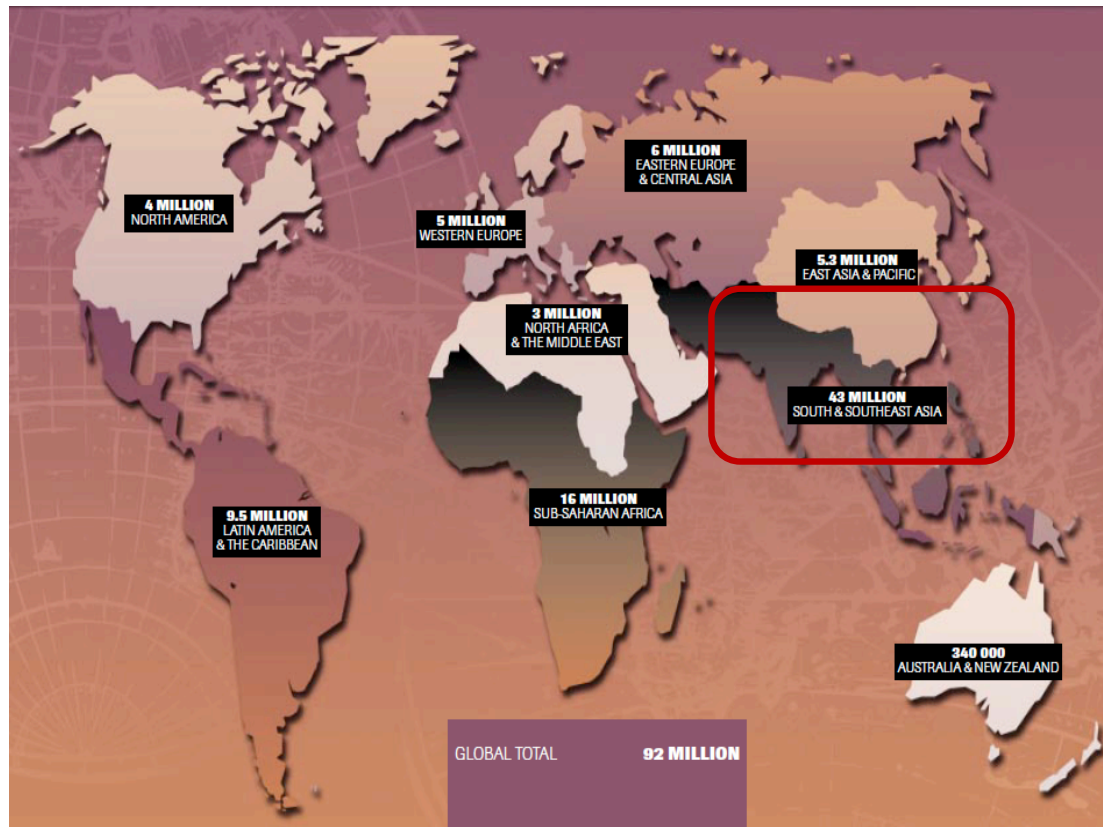 6 MILLION
EASTERN EUROPE
& CENTRAL ASIA
4 MILLION
NORTH AMERICA
5 MILLION
WESTERN EUROPE
5.3 MILLION
EAST ASIA & PACIFIC
3 MILLION
NORTH AFRICA
& THE MIDDLE EAST
43 MILLION
SOUTH & SOUTHEAST ASIA
16 MILLION
SUB-SAHARAN AFRICA
9.5 MILLION
LATIN AMERICA
& THE CARIBBEAN
340 000
AUSTRALIA & NEW ZEALAND
GLOBAL TOTAL 92 MILLION